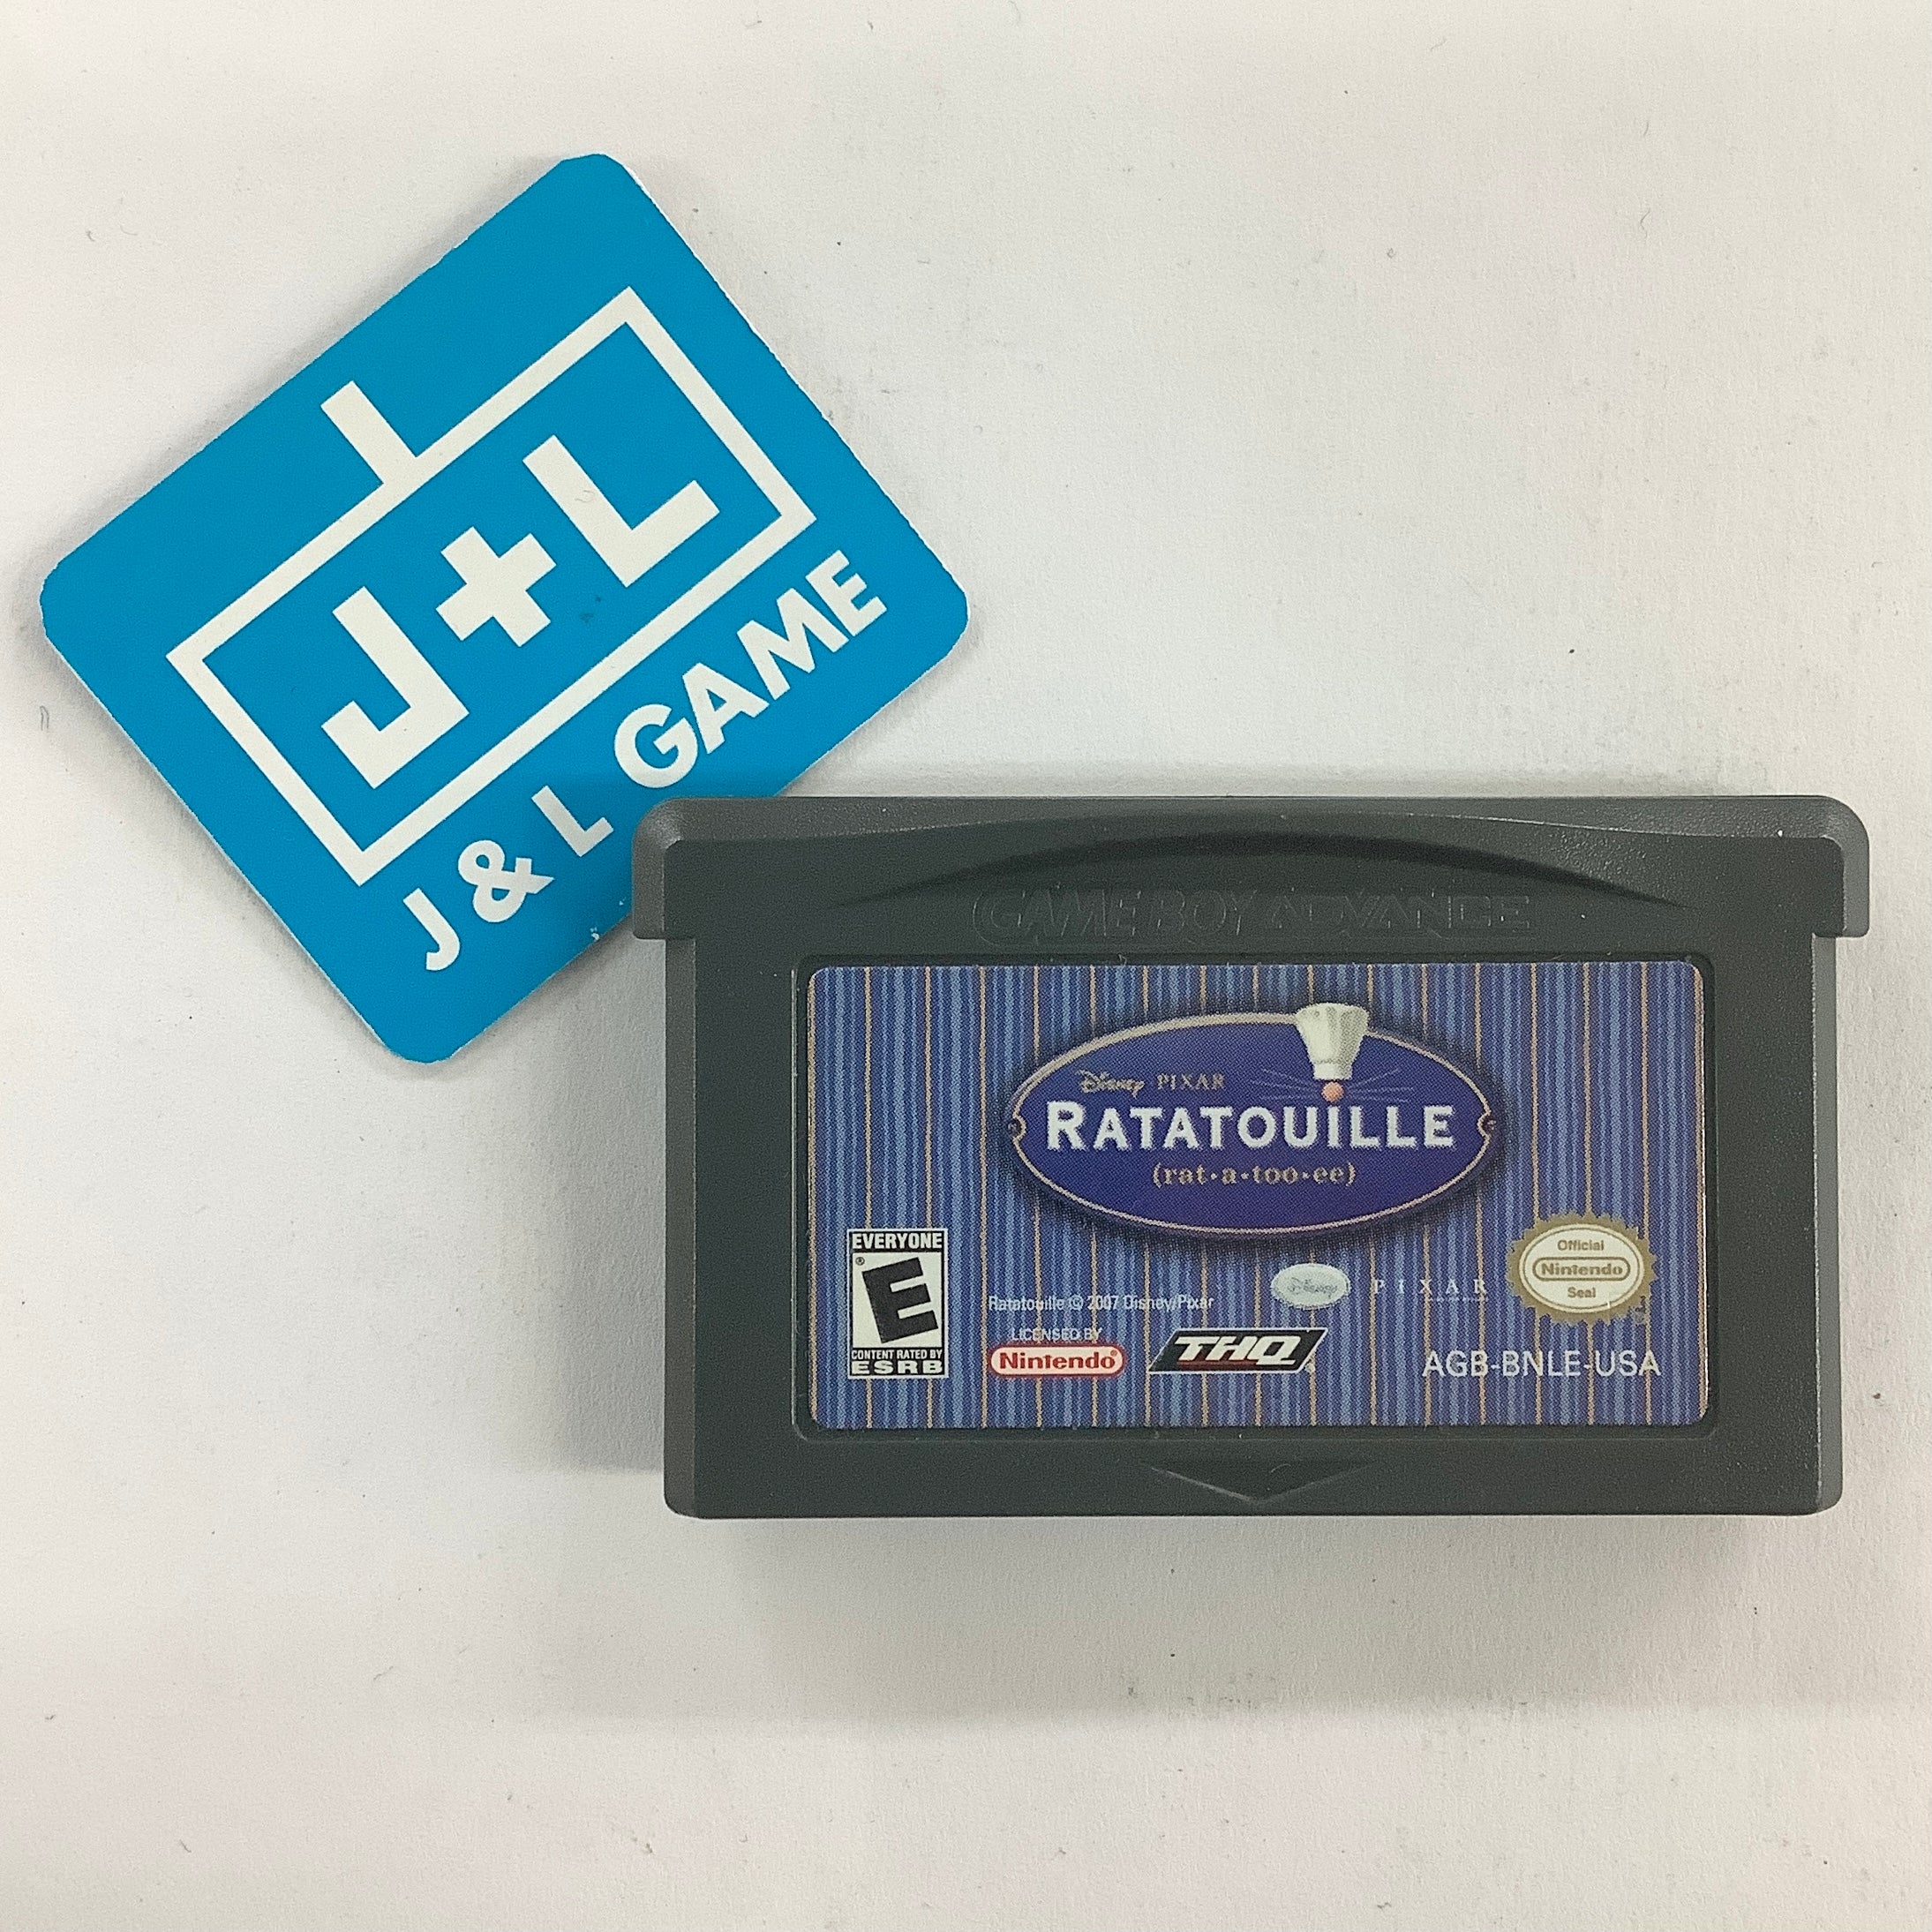 J+L
J & L GAME
GAME BOY ADVANCE
Disney PIXAR
RATATOUILLE
(rat•a•too•ee)
EVERYONE
E
®
CONTENT RATED BY
ESRB
Ratatouille © 2007 Disney/Pixar
LICENSED BY
Nintendo®
THQ
Disney PIXAR
Official
Nintendo
Seal
AGB-BNLE-USA